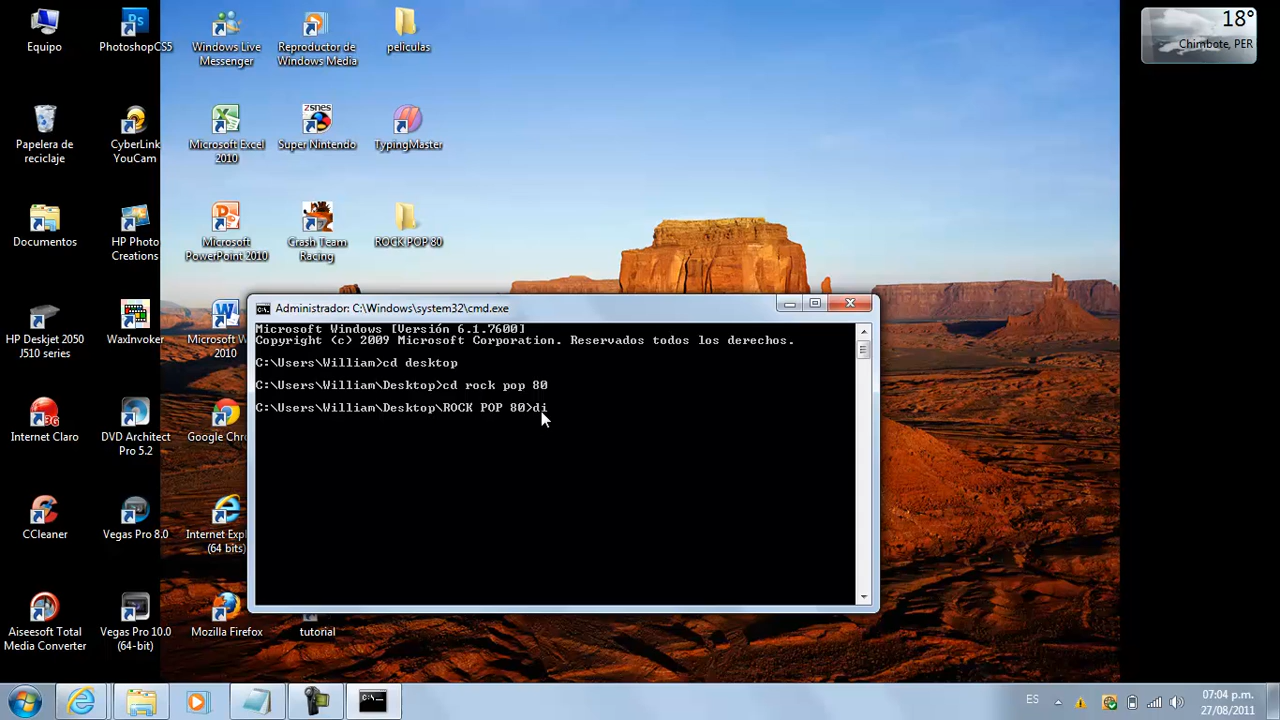 Equipo
PhotoshopCS5
Windows Live
Messenger
Reproductor de
Windows Media
peliculas
18°
Chimbote, PER
Papelera de
reciclaje
CyberLink
YouCam
Microsoft Excel
2010
zsnes
Super Nintendo
TypingMaster
Documentos
HP Photo
Creations
Microsoft
PowerPoint 2010
Crash Team
Racing
ROCK POP 80
HP Deskjet 2050
J510 series
WaxInvoker
Microsoft W
2010
Internet Claro
DVD Architect
Pro 5.2
Google Chro
CCleaner
Vegas Pro 8.0
Internet Expl
(64 bits)
Aiseesoft Total
Media Converter
Vegas Pro 10.0
(64-bit)
Mozilla Firefox
tutorial
Administrador: C:\Windows\system32\cmd.exe
Microsoft Windows [Versión 6.1.7600]
Copyright (c) 2009 Microsoft Corporation. Reservados todos los derechos.
C:\Users\William>cd desktop
C:\Users\William\Desktop>cd rock pop 80
C:\Users\William\Desktop\ROCK POP 80>di
ES
07:04 p.m.
27/08/2011